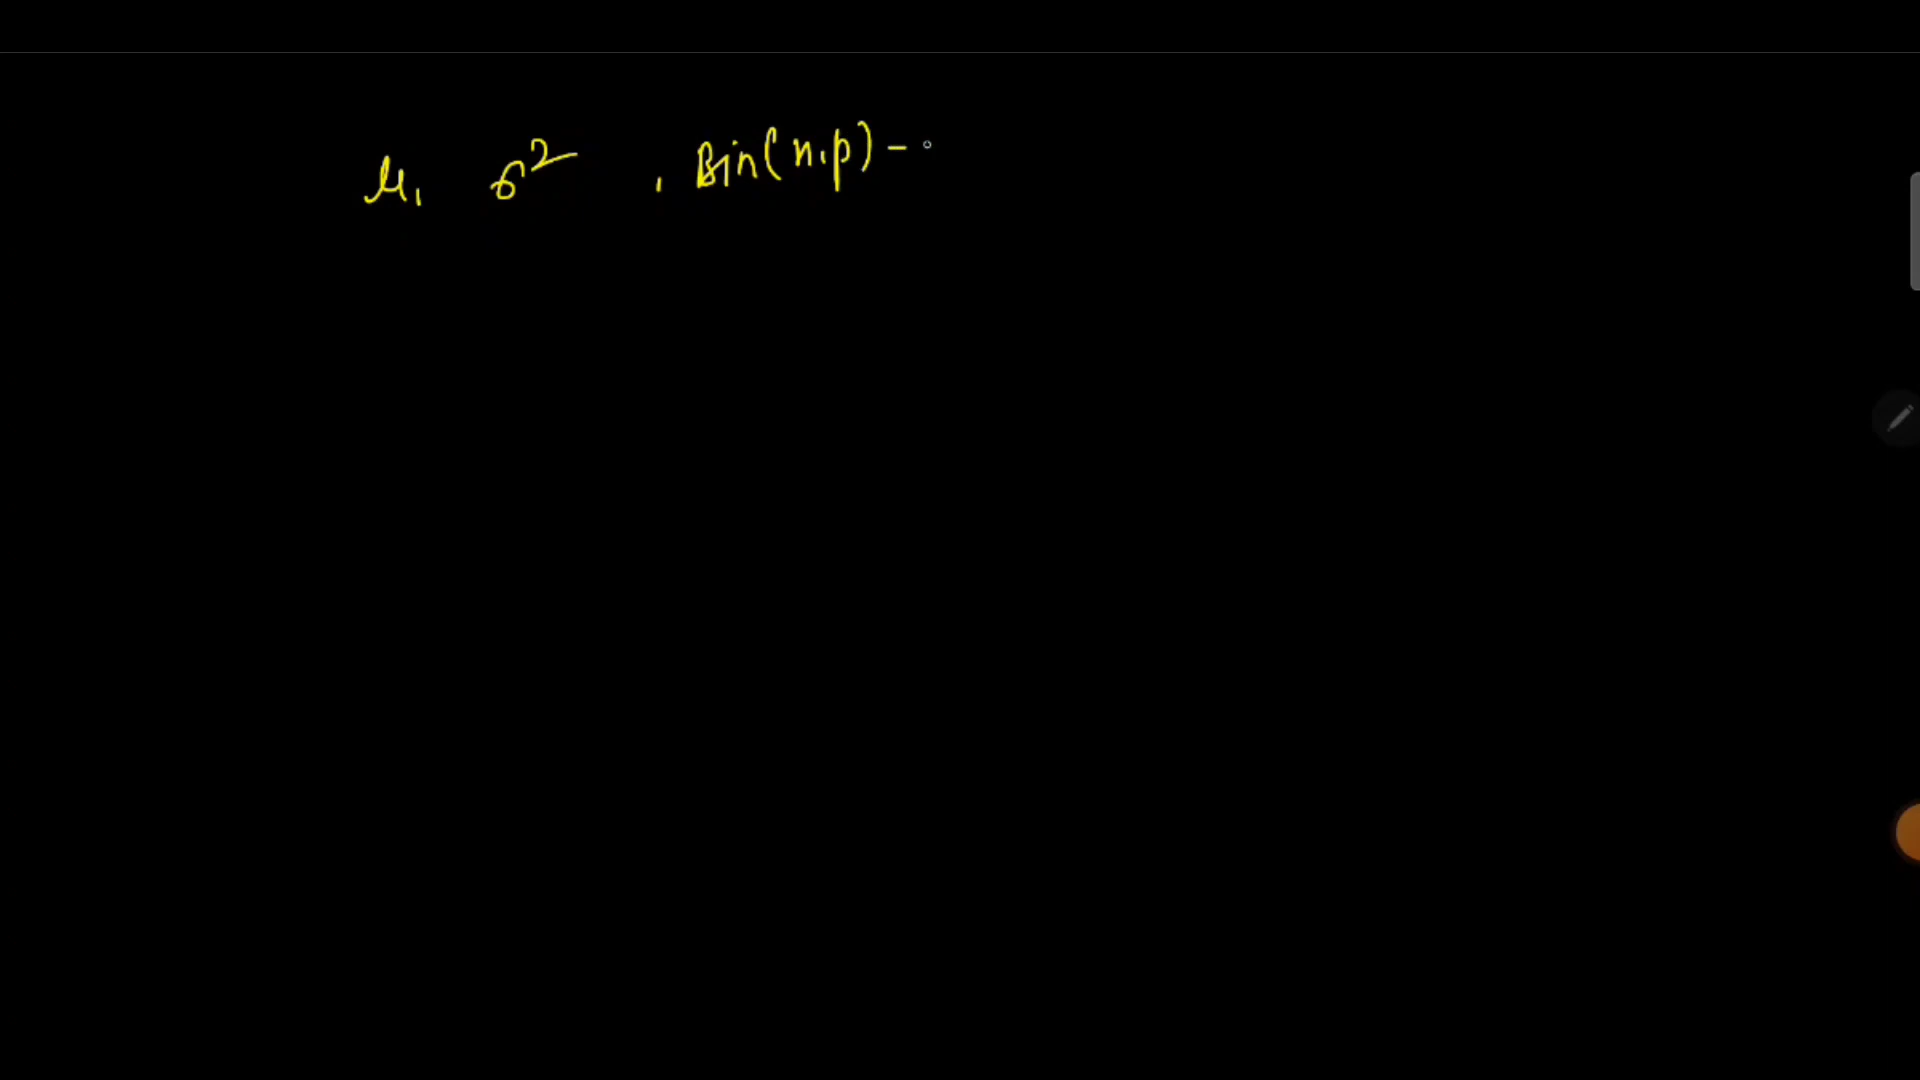 μ, σ² , Bin(n,p) -